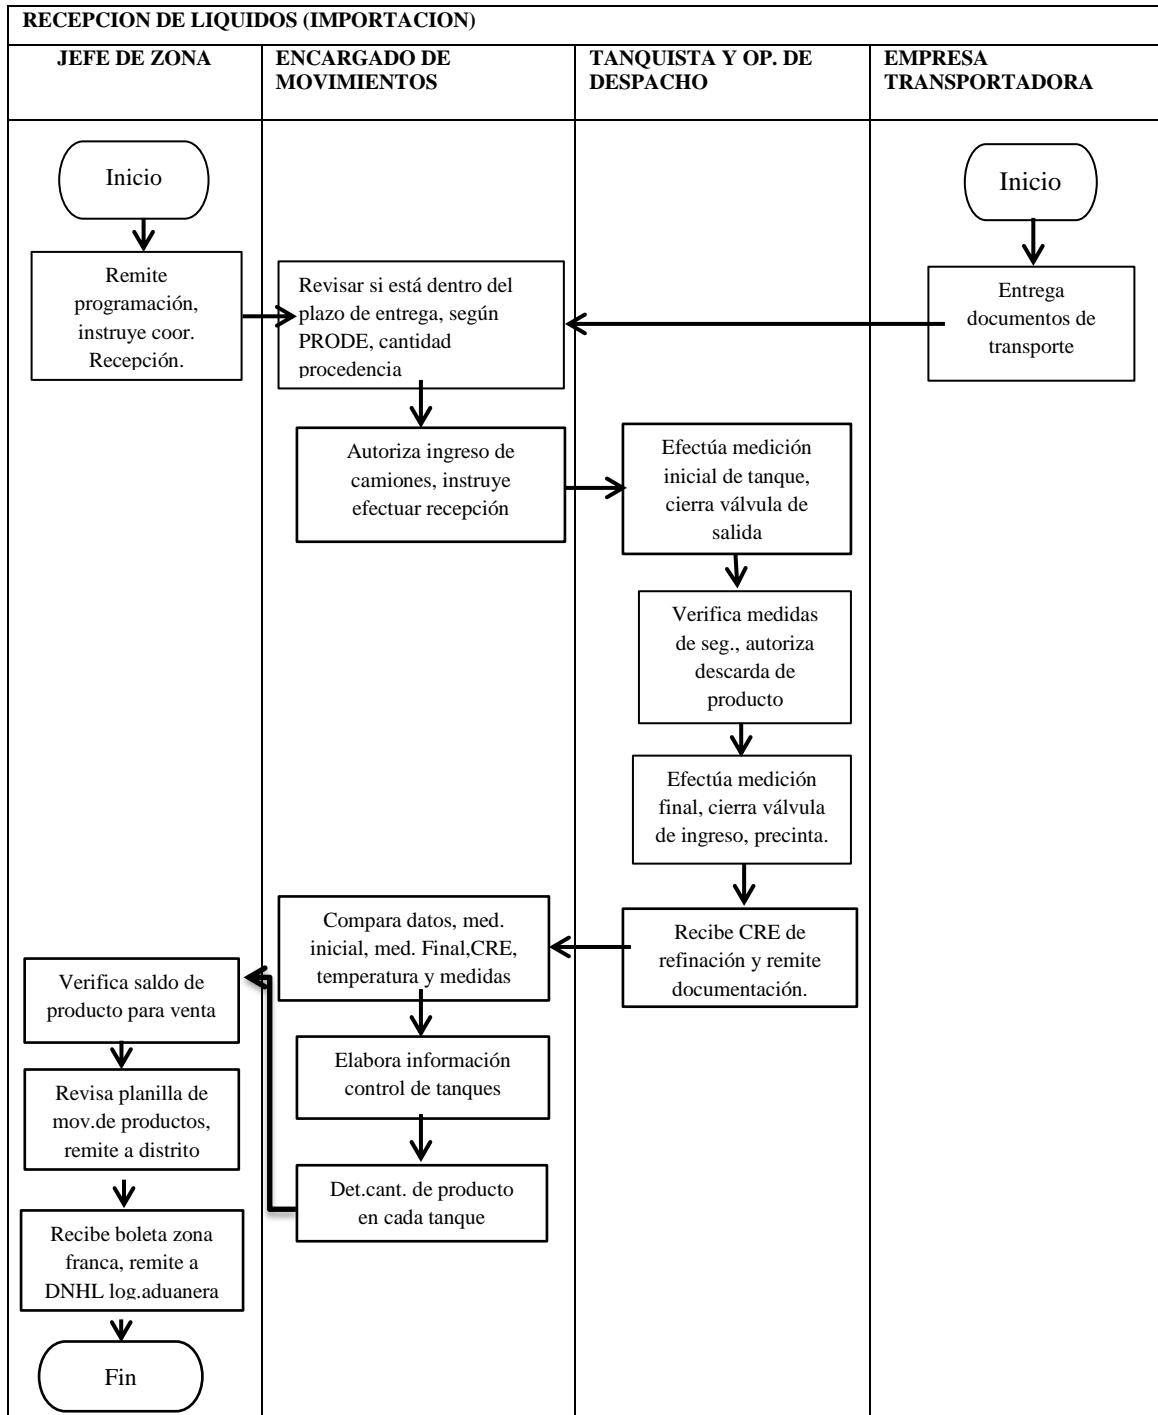 RECEPCION DE LIQUIDOS (IMPORTACION)
JEFE DE ZONA
ENCARGADO DE
MOVIMIENTOS
TANQUISTA Y OP. DE
DESPACHO
EMPRESA
TRANSPORTADORA
Inicio
Inicio
Remite
programación,
instruye coor.
Recepción.
Revisar si está dentro del
plazo de entrega, según
PRODE, cantidad
procedencia
Entrega
documentos de
transporte
Autoriza ingreso de
camiones, instruye
efectuar recepción
Efectúa medición
inicial de tanque,
cierra válvula de
salida
Verifica medidas
de seg., autoriza
descarda de
producto
Efectúa medición
final, cierra válvula
de ingreso, precinta.
Recibe CRE de
refinación y remite
documentación.
Compara datos, med.
inicial, med. Final,CRE,
temperatura y medidas
Elabora información
control de tanques
Det.cant. de producto
en cada tanque
Verifica saldo de
producto para venta
Revisa planilla de
mov.de productos,
remite a distrito
Recibe boleta zona
franca, remite a
DNHL log.aduanera
Fin